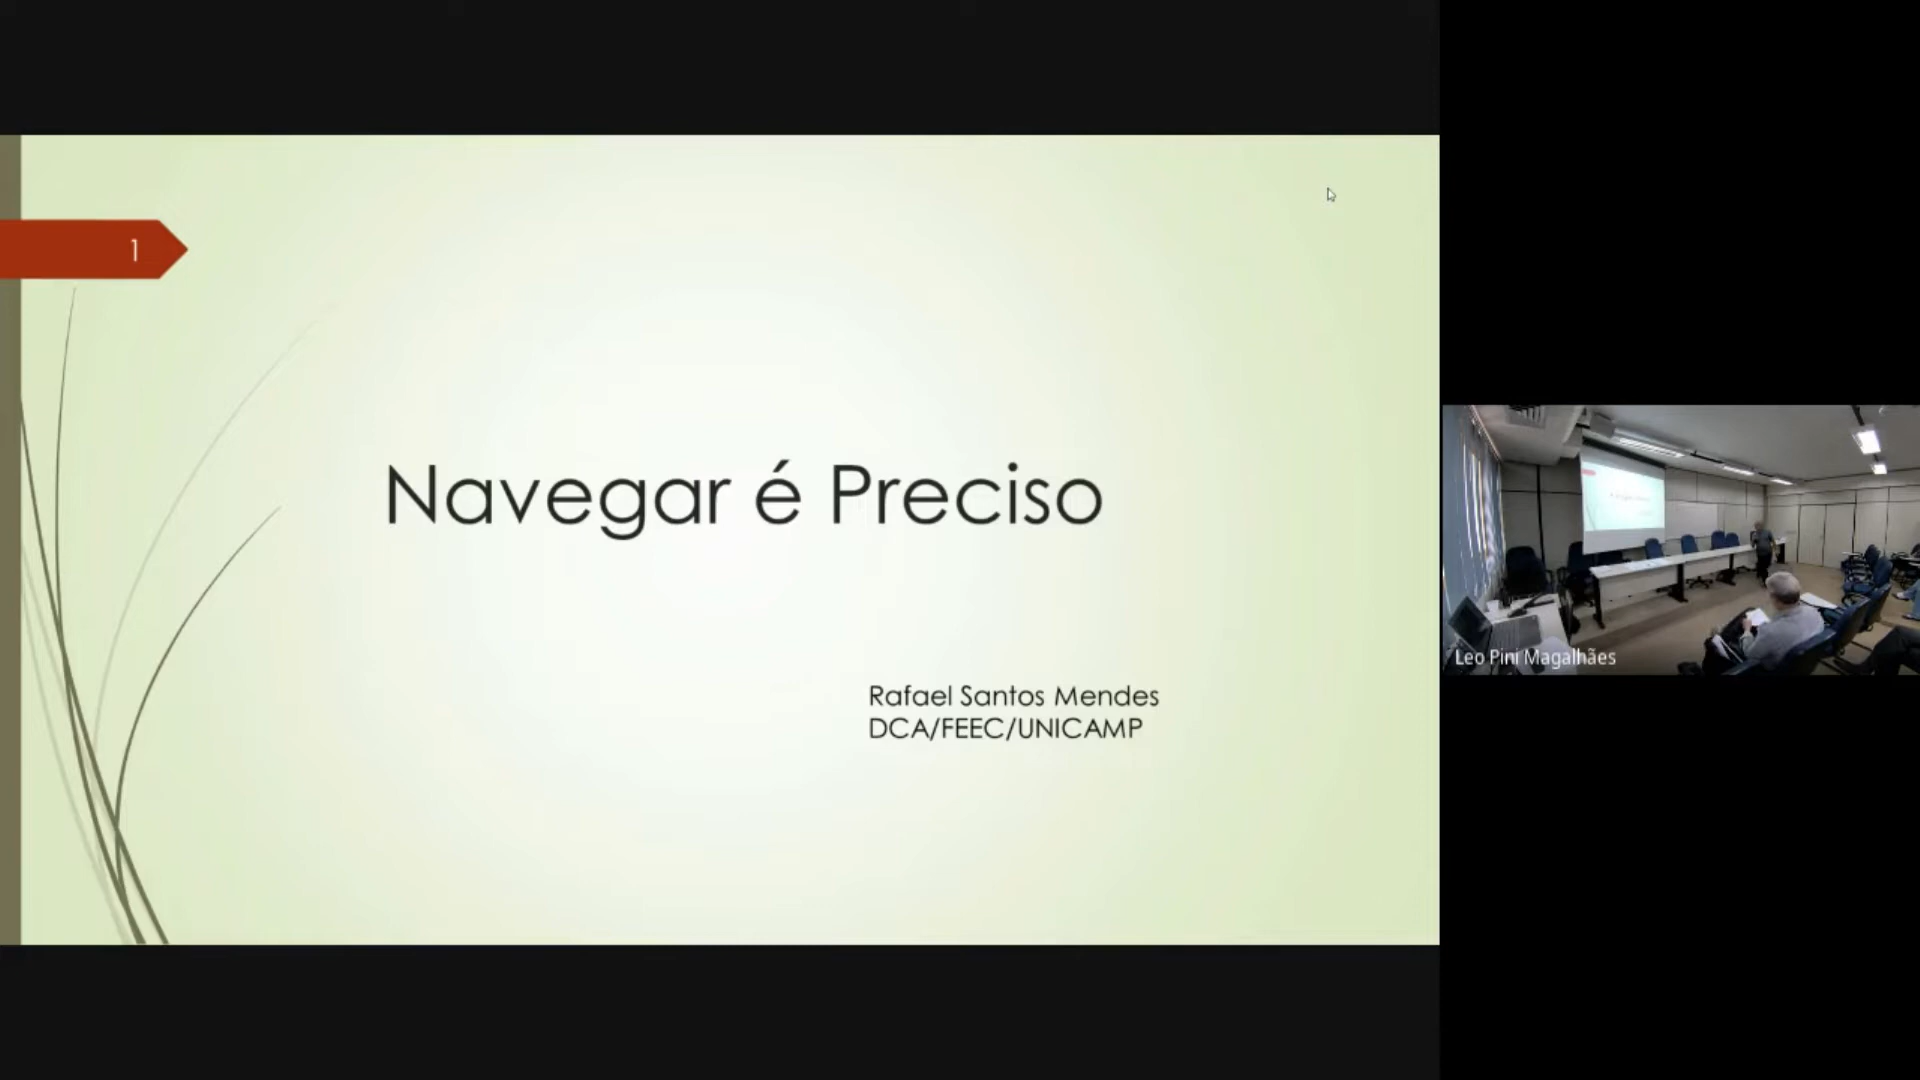 1
Navegar é Preciso
Rafael Santos Mendes
DCA/FEEC/UNICAMP
Leo Pini Magalhães